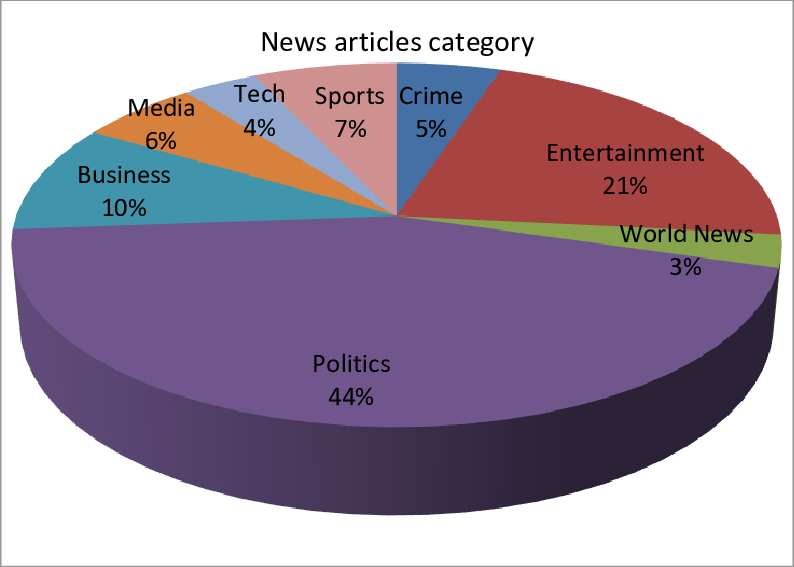 News articles category
Crime
5%
Entertainment
21%
World News
3%
Politics
44%
Business
10%
Media
6%
Tech
4%
Sports
7%